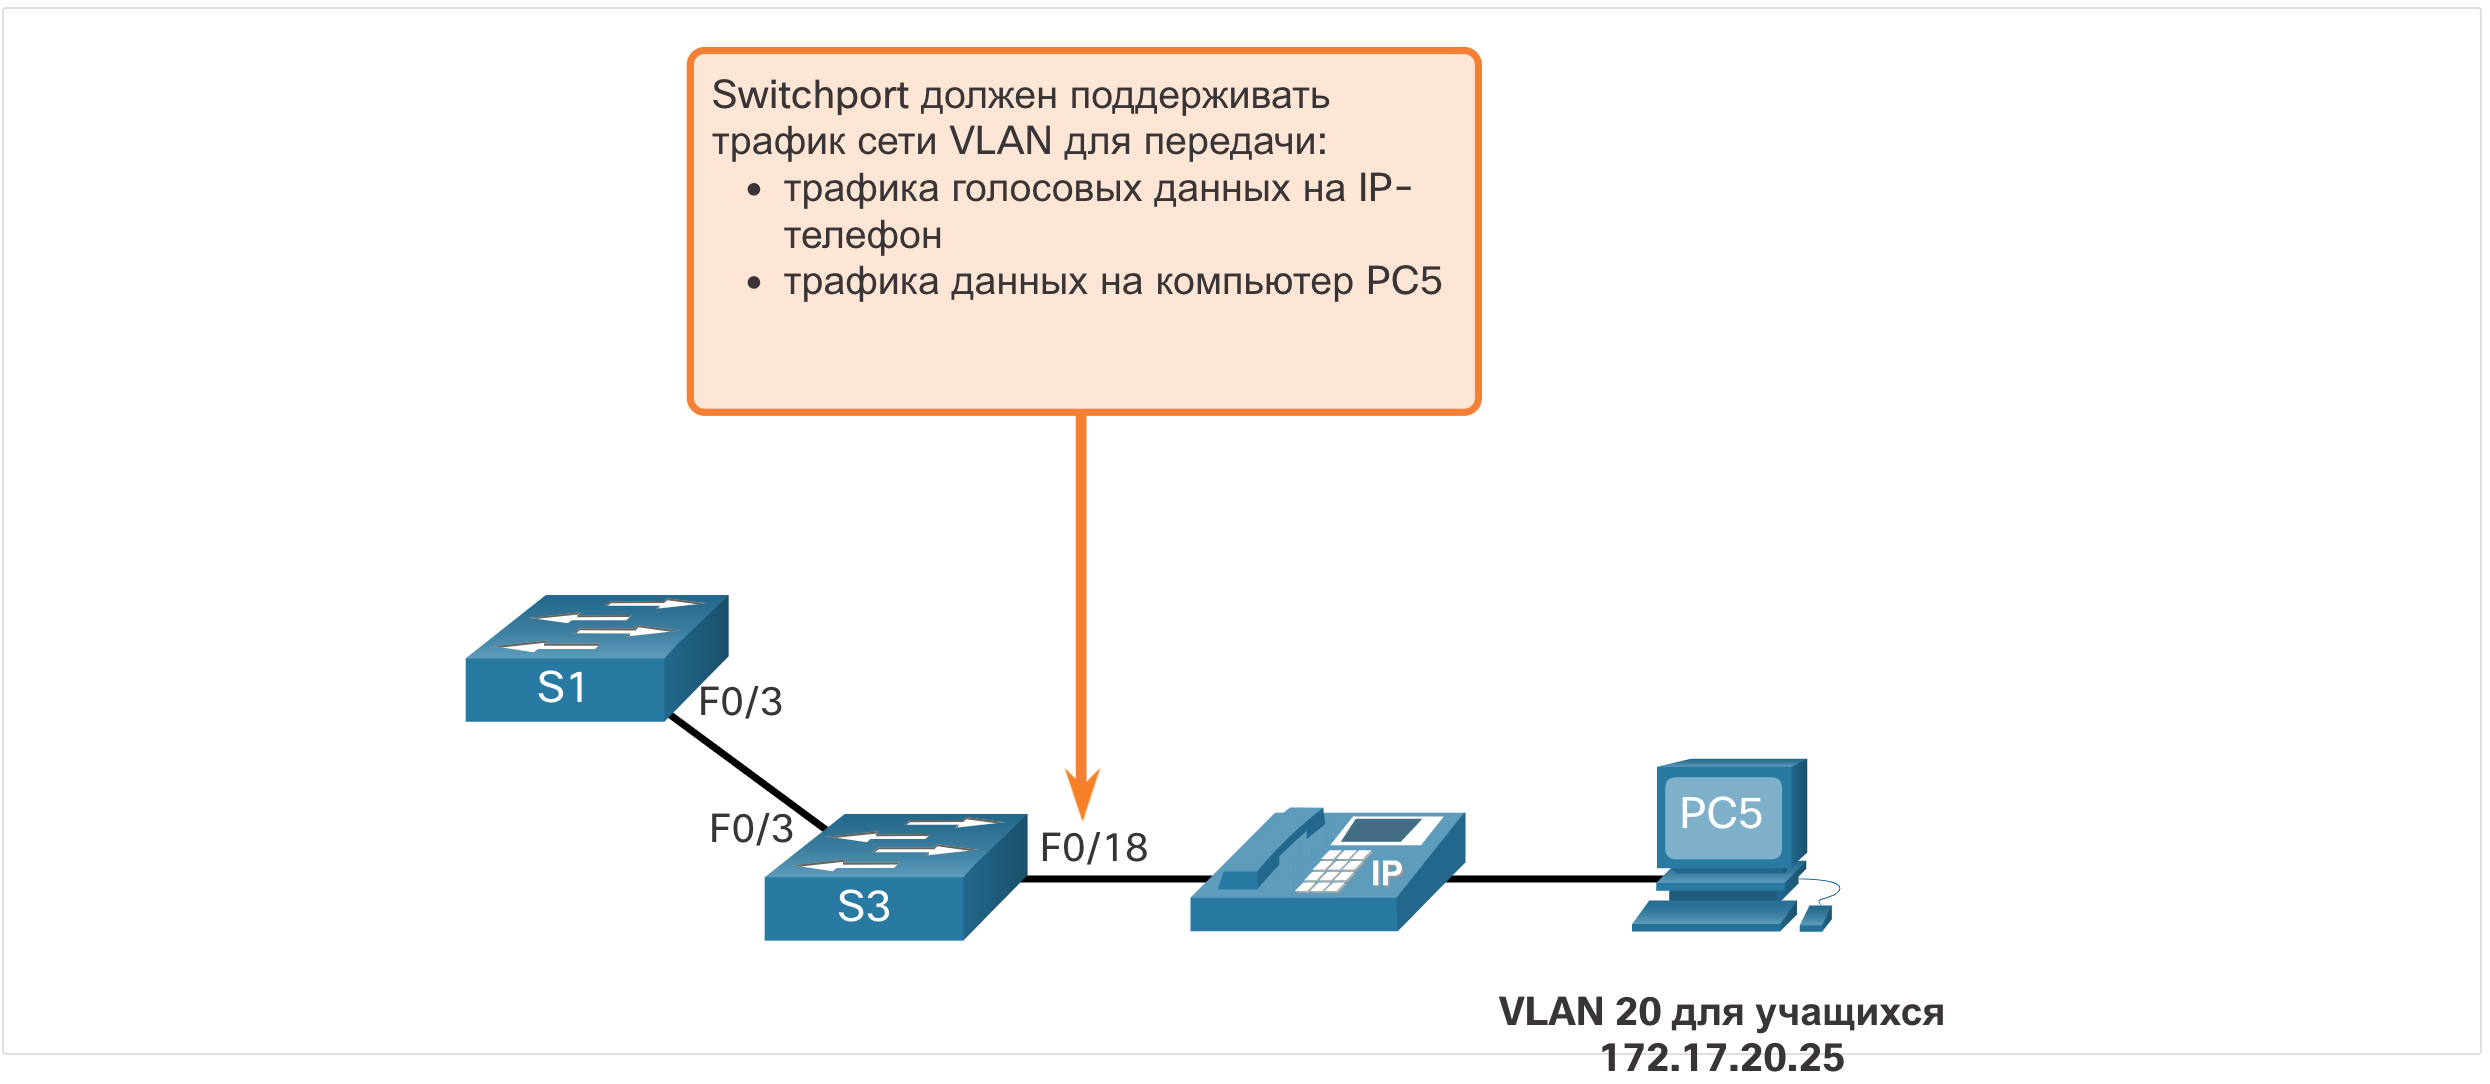 Switchport должен поддерживать
трафик сети VLAN для передачи:
• трафика голосовых данных на IP-
телефон
• трафика данных на компьютер PC5
S1
F0/3
F0/3
S3
F0/18
IP
PC5
VLAN 20 для учащихся
172.17.20.25